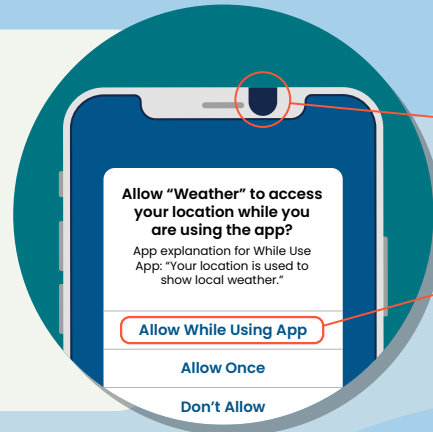 Allow “Weather” to access
your location while you
are using the app?
App explanation for While Use
App: “Your location is used to
show local weather.”
Allow While Using App
Allow Once
Don’t Allow